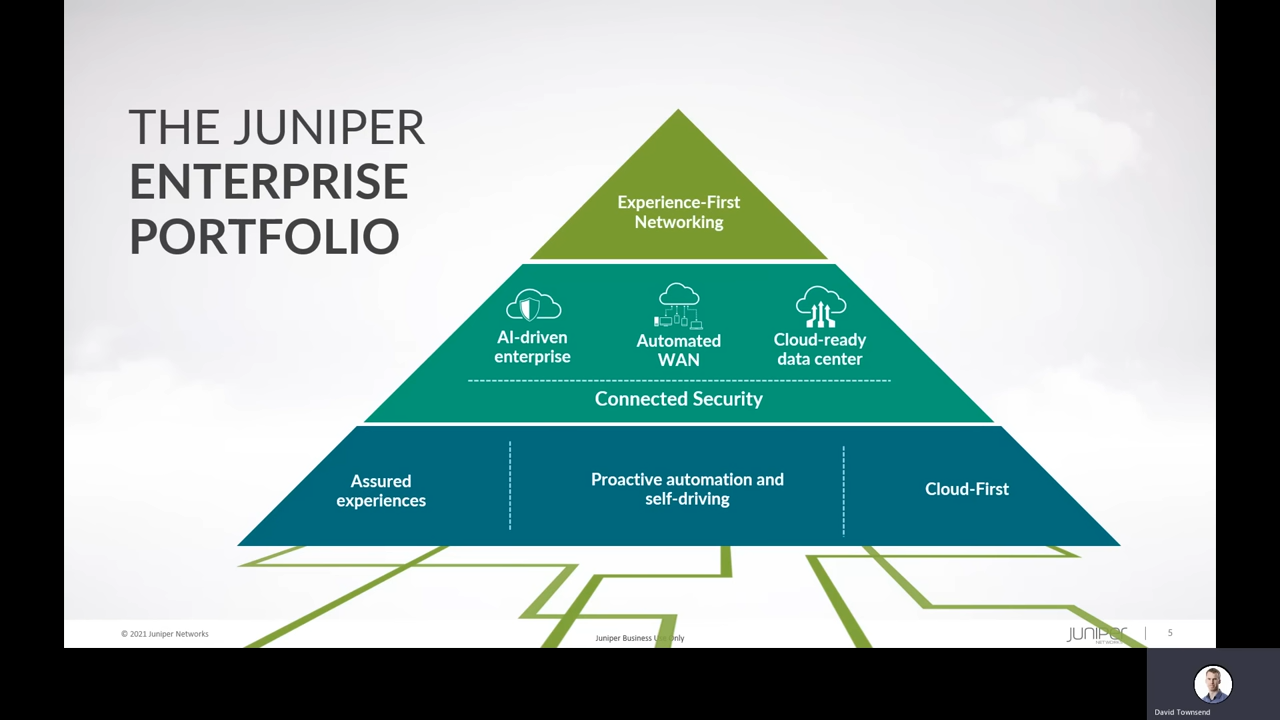 THE JUNIPER
ENTERPRISE
PORTFOLIO
Experience-First
Networking
AI-driven
enterprise
Automated
WAN
Cloud-ready
data center
Connected Security
Assured
experiences
Proactive automation and
self-driving
Cloud-First
© 2021 Juniper Networks
Juniper Business Use Only
JUNIPER
NETWORKS
5
David Townsend